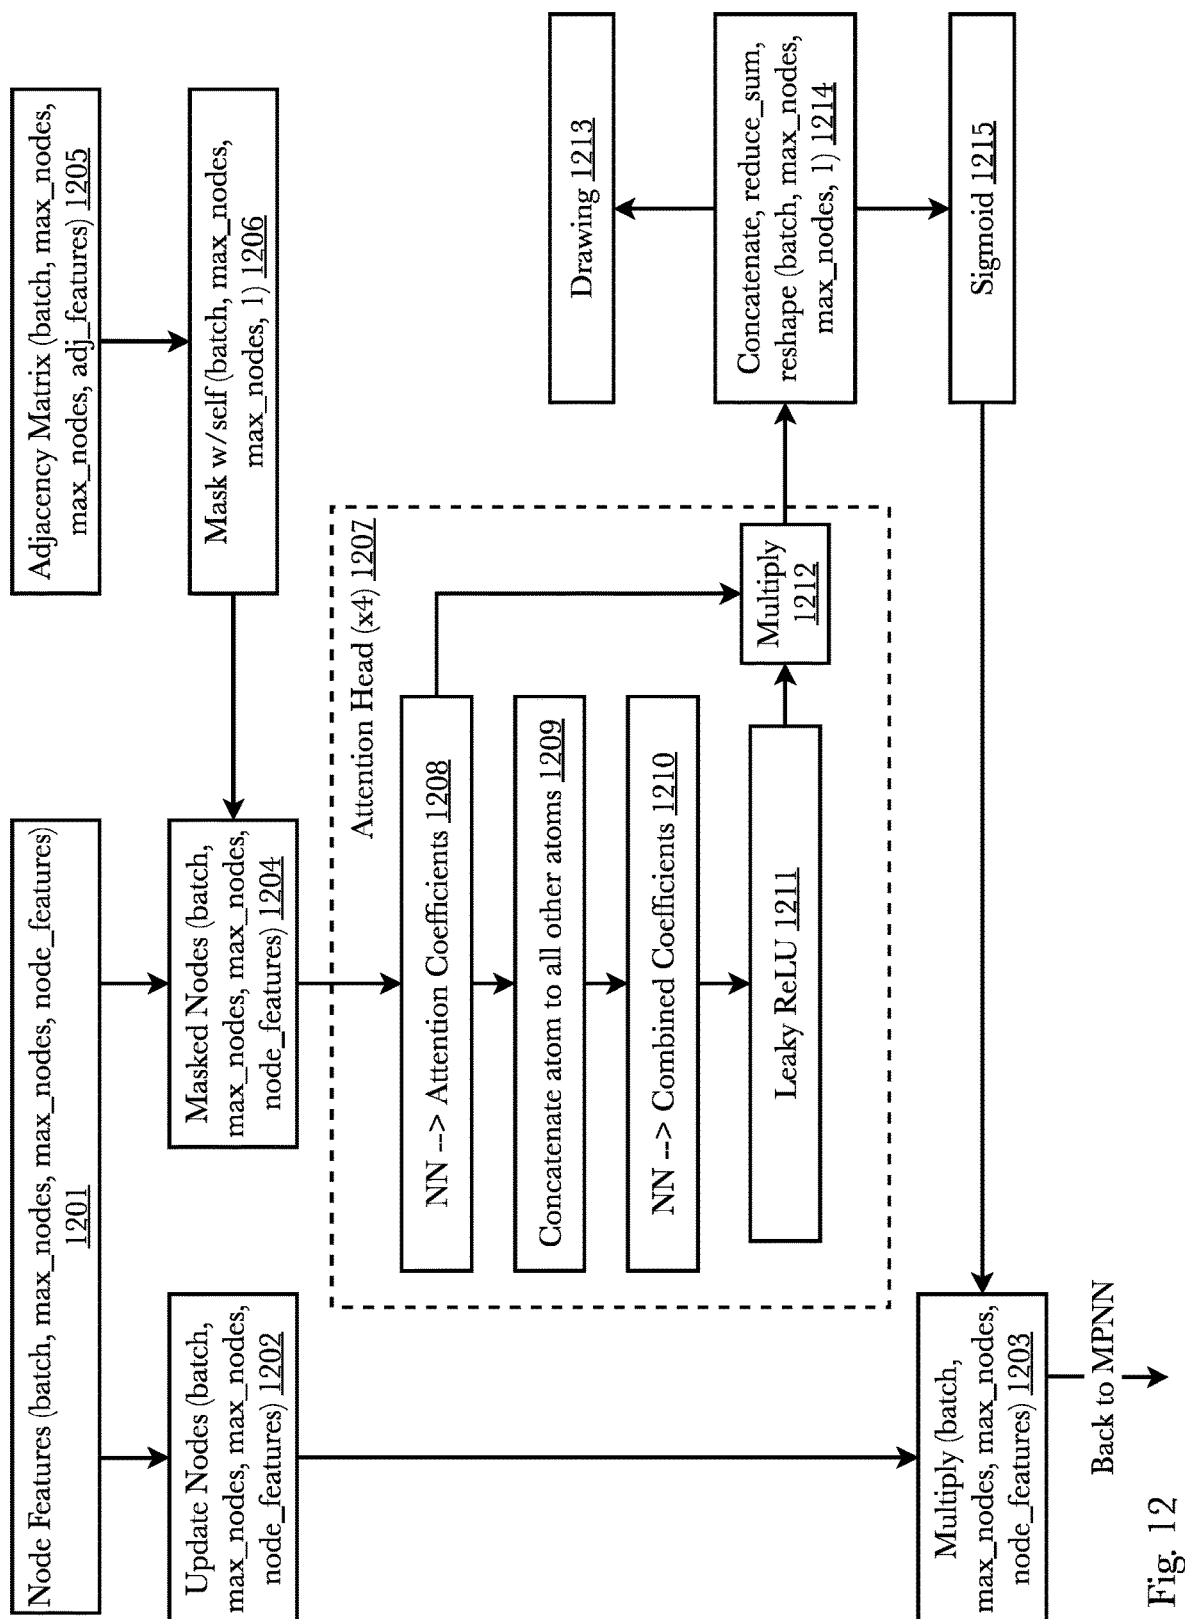 Node Features (batch, max_nodes, max_nodes, node_features)
1201
Adjacency Matrix (batch, max_nodes,
max_nodes, adj_features) 1205
Update Nodes (batch,
max_nodes, max_nodes,
node_features) 1202
Masked Nodes (batch,
max_nodes, max_nodes,
node_features) 1204
Mask w/self (batch, max_nodes,
max_nodes, 1) 1206
Attention Head (x4) 1207
NN --> Attention Coefficients 1208
Concatenate atom to all other atoms 1209
NN --> Combined Coefficients 1210
Leaky ReLU 1211
Multiply
1212
Drawing 1213
Concatenate, reduce_sum,
reshape (batch, max_nodes,
max_nodes, 1) 1214
Sigmoid 1215
Multiply (batch,
max_nodes, max_nodes,
node_features) 1203
Back to MPNN
Fig. 12